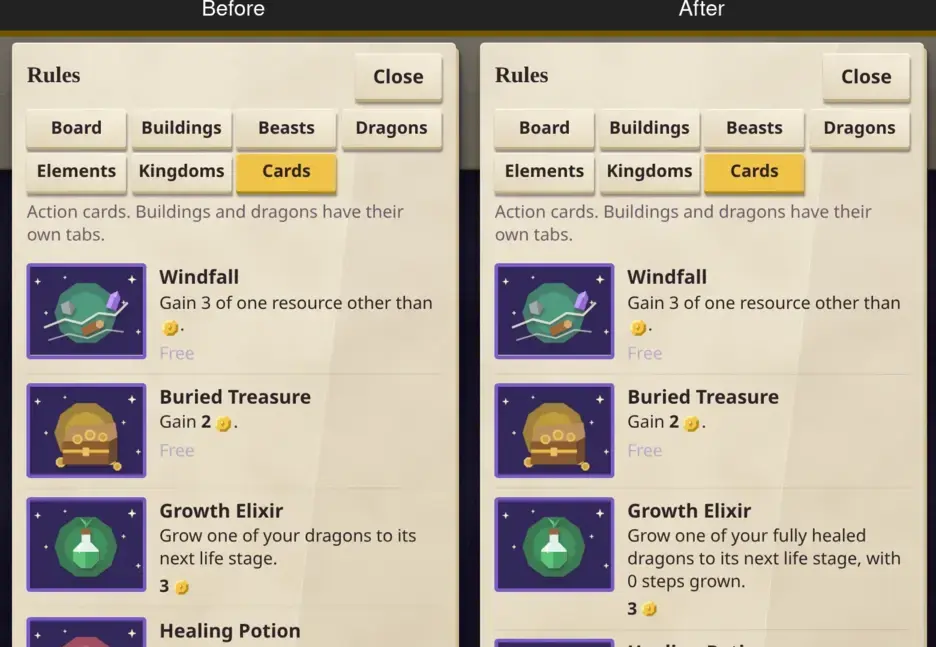 Before
After
Rules
Close
Board
Buildings
Beasts
Dragons
Elements
Kingdoms
Cards
Action cards. Buildings and dragons have their
own tabs.
Windfall
Gain 3 of one resource other than
.
Free
Buried Treasure
Gain 2 .
Free
Growth Elixir
Grow one of your dragons to its
next life stage.
3
Healing Potion
Rules
Close
Board
Buildings
Beasts
Dragons
Elements
Kingdoms
Cards
Action cards. Buildings and dragons have their
own tabs.
Windfall
Gain 3 of one resource other than
.
Free
Buried Treasure
Gain 2 .
Free
Growth Elixir
Grow one of your fully healed
dragons to its next life stage, with
0 steps grown.
3